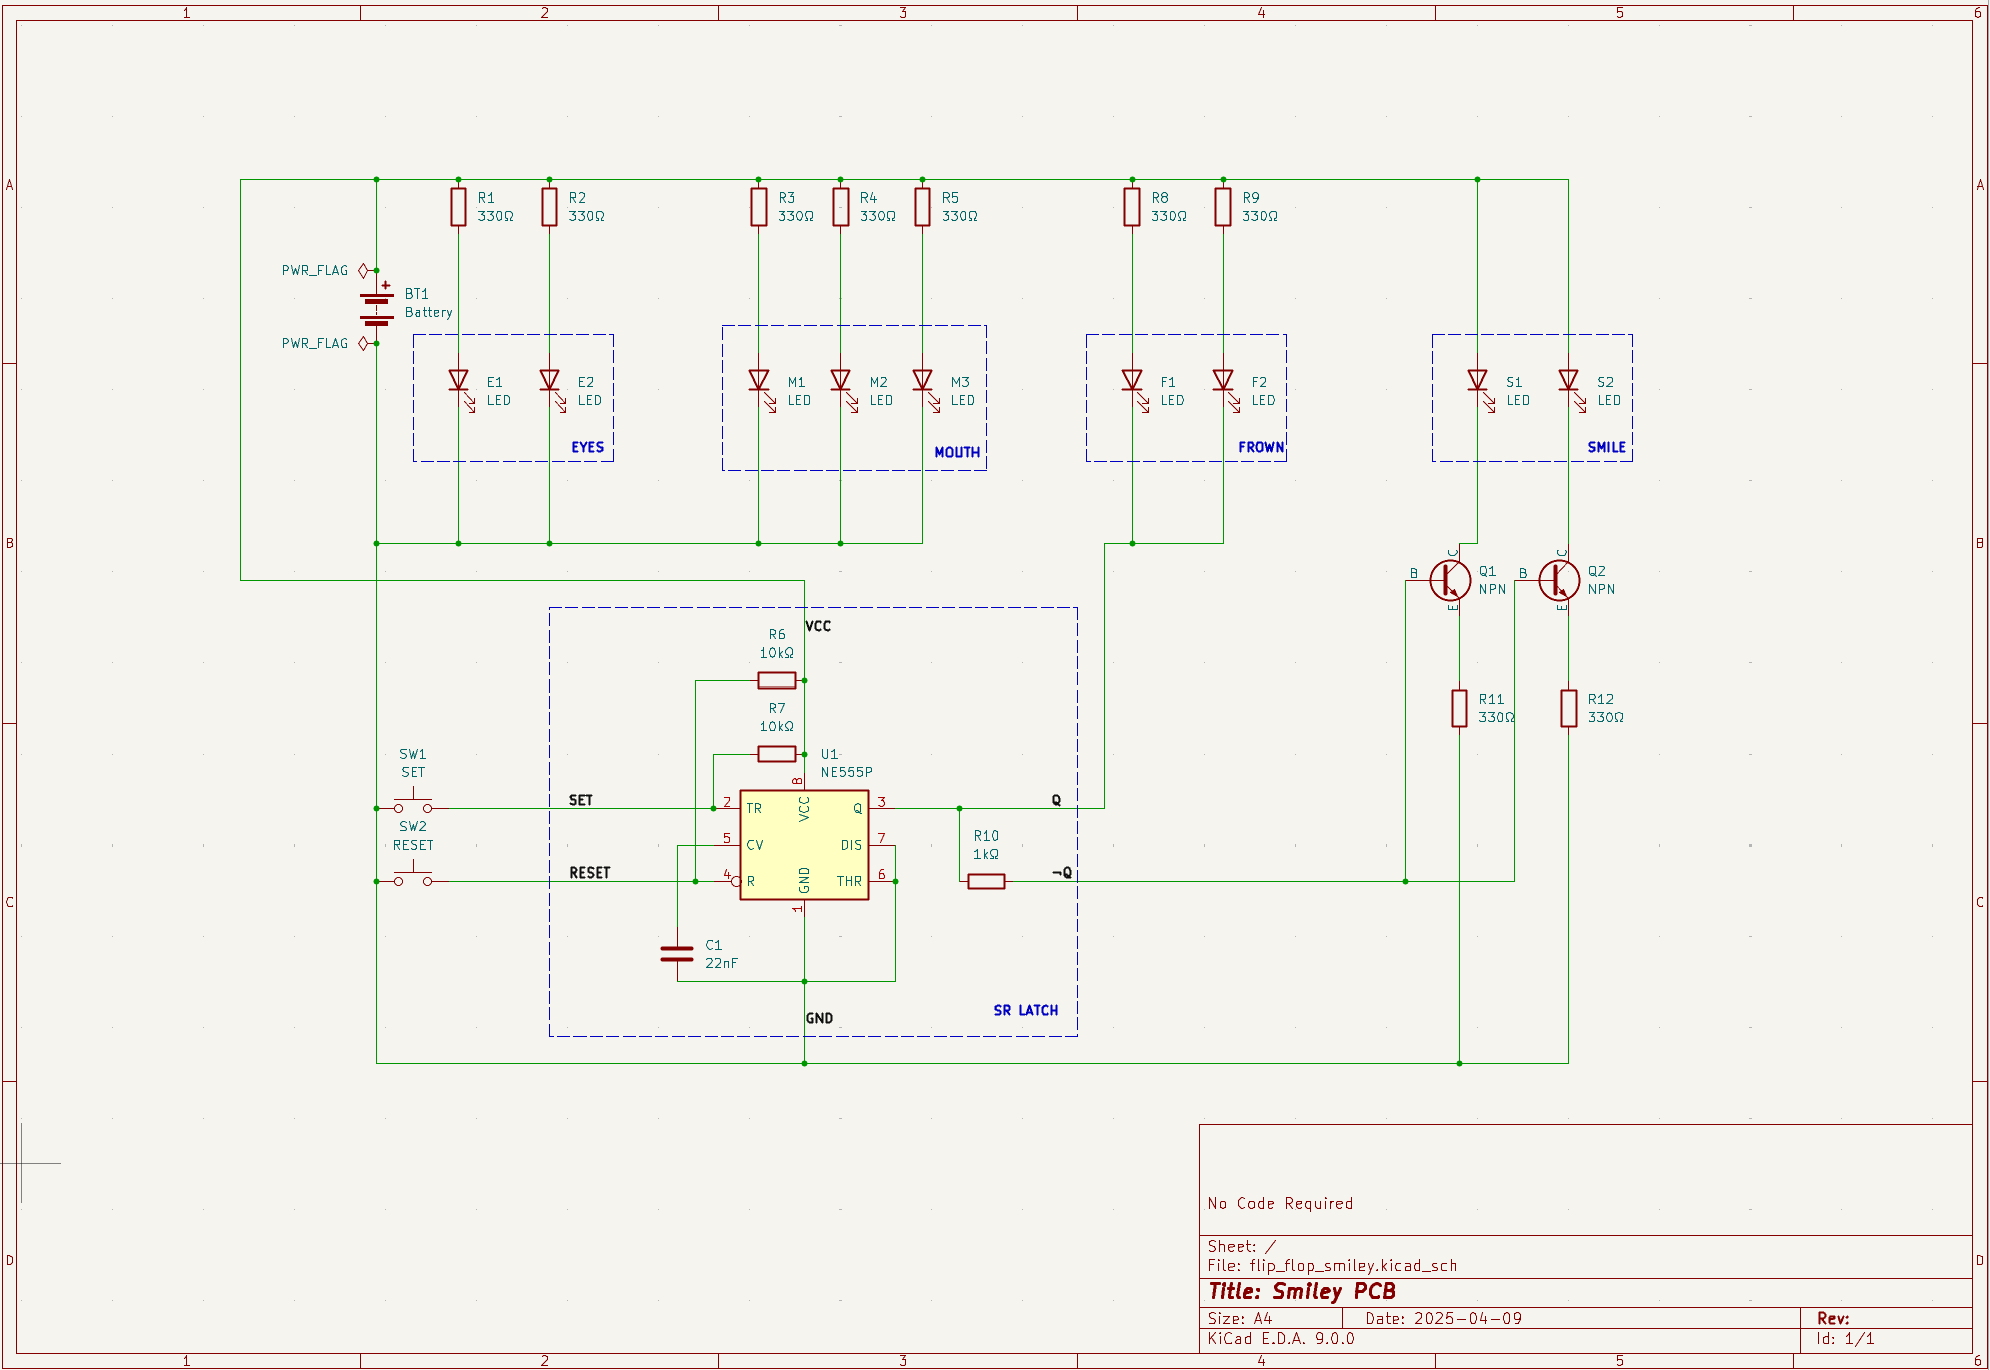 1 2 3 4 5 6
A A
R1 R2 R3 R4 R5 R8 R9
330Ω 330Ω 330Ω 330Ω 330Ω 330Ω 330Ω
PWR_FLAG
+
BT1
Battery
PWR_FLAG
E1 E2 M1 M2 M3 F1 F2 S1 S2
LED LED LED LED LED LED LED LED LED
EYES MOUTH FROWN SMILE
B B
C C
B Q1 B Q2
NPN NPN
E E
VCC
R6
10kΩ
R7
10kΩ
R11 R12
330Ω 330Ω
SW1
SET
U1
NE555P
8
SET 2 TR VCC Q 3 Q
SW2
RESET
R10
1kΩ
5 CV DIS 7
RESET 4 R GND THR 6 ¬Q
1
C C
C1
22nF
SR LATCH
GND
No Code Required
Sheet: /
File: flip_flop_smiley.kicad_sch
D D
Title: Smiley PCB
Size: A4 Date: 2025-04-09 Rev:
KiCad E.D.A. 9.0.0 Id: 1/1
1 2 3 4 5 6